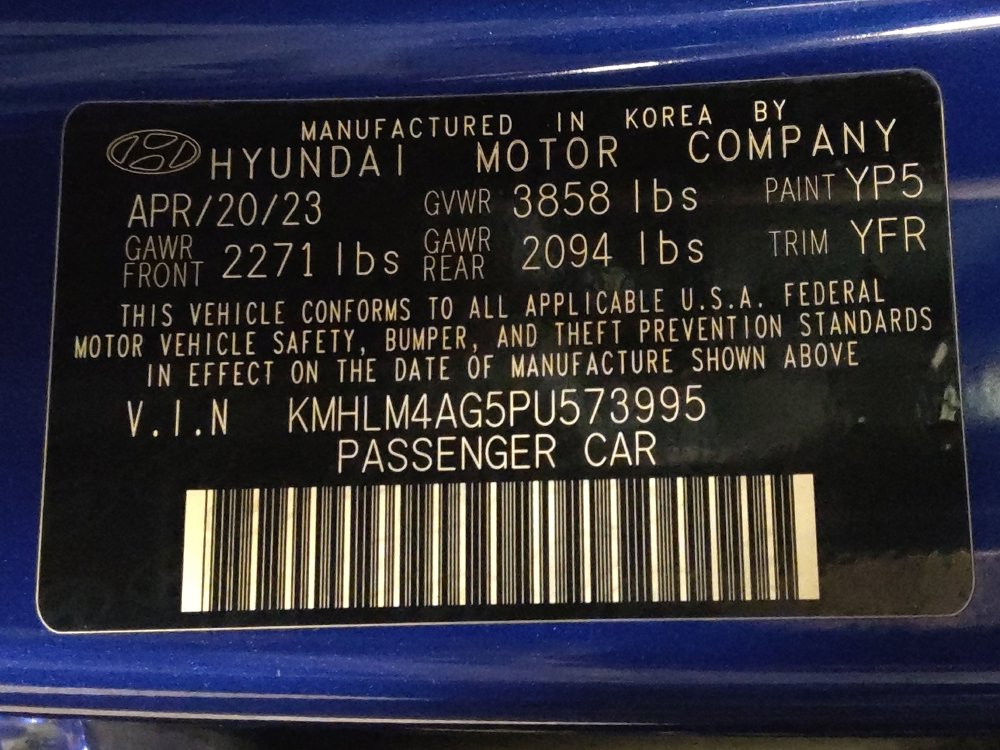 MANUFACTURED IN KOREA BY
HYUNDAI MOTOR COMPANY
APR/20/23 GVWR 3858 lbs PAINT YP5
GAWR FRONT 2271 lbs GAWR REAR 2094 lbs TRIM YFR
THIS VEHICLE CONFORMS TO ALL APPLICABLE U.S.A. FEDERAL
MOTOR VEHICLE SAFETY, BUMPER, AND THEFT PREVENTION STANDARDS
IN EFFECT ON THE DATE OF MANUFACTURE SHOWN ABOVE
V.I.N KMHLM4AG5PU573995
PASSENGER CAR